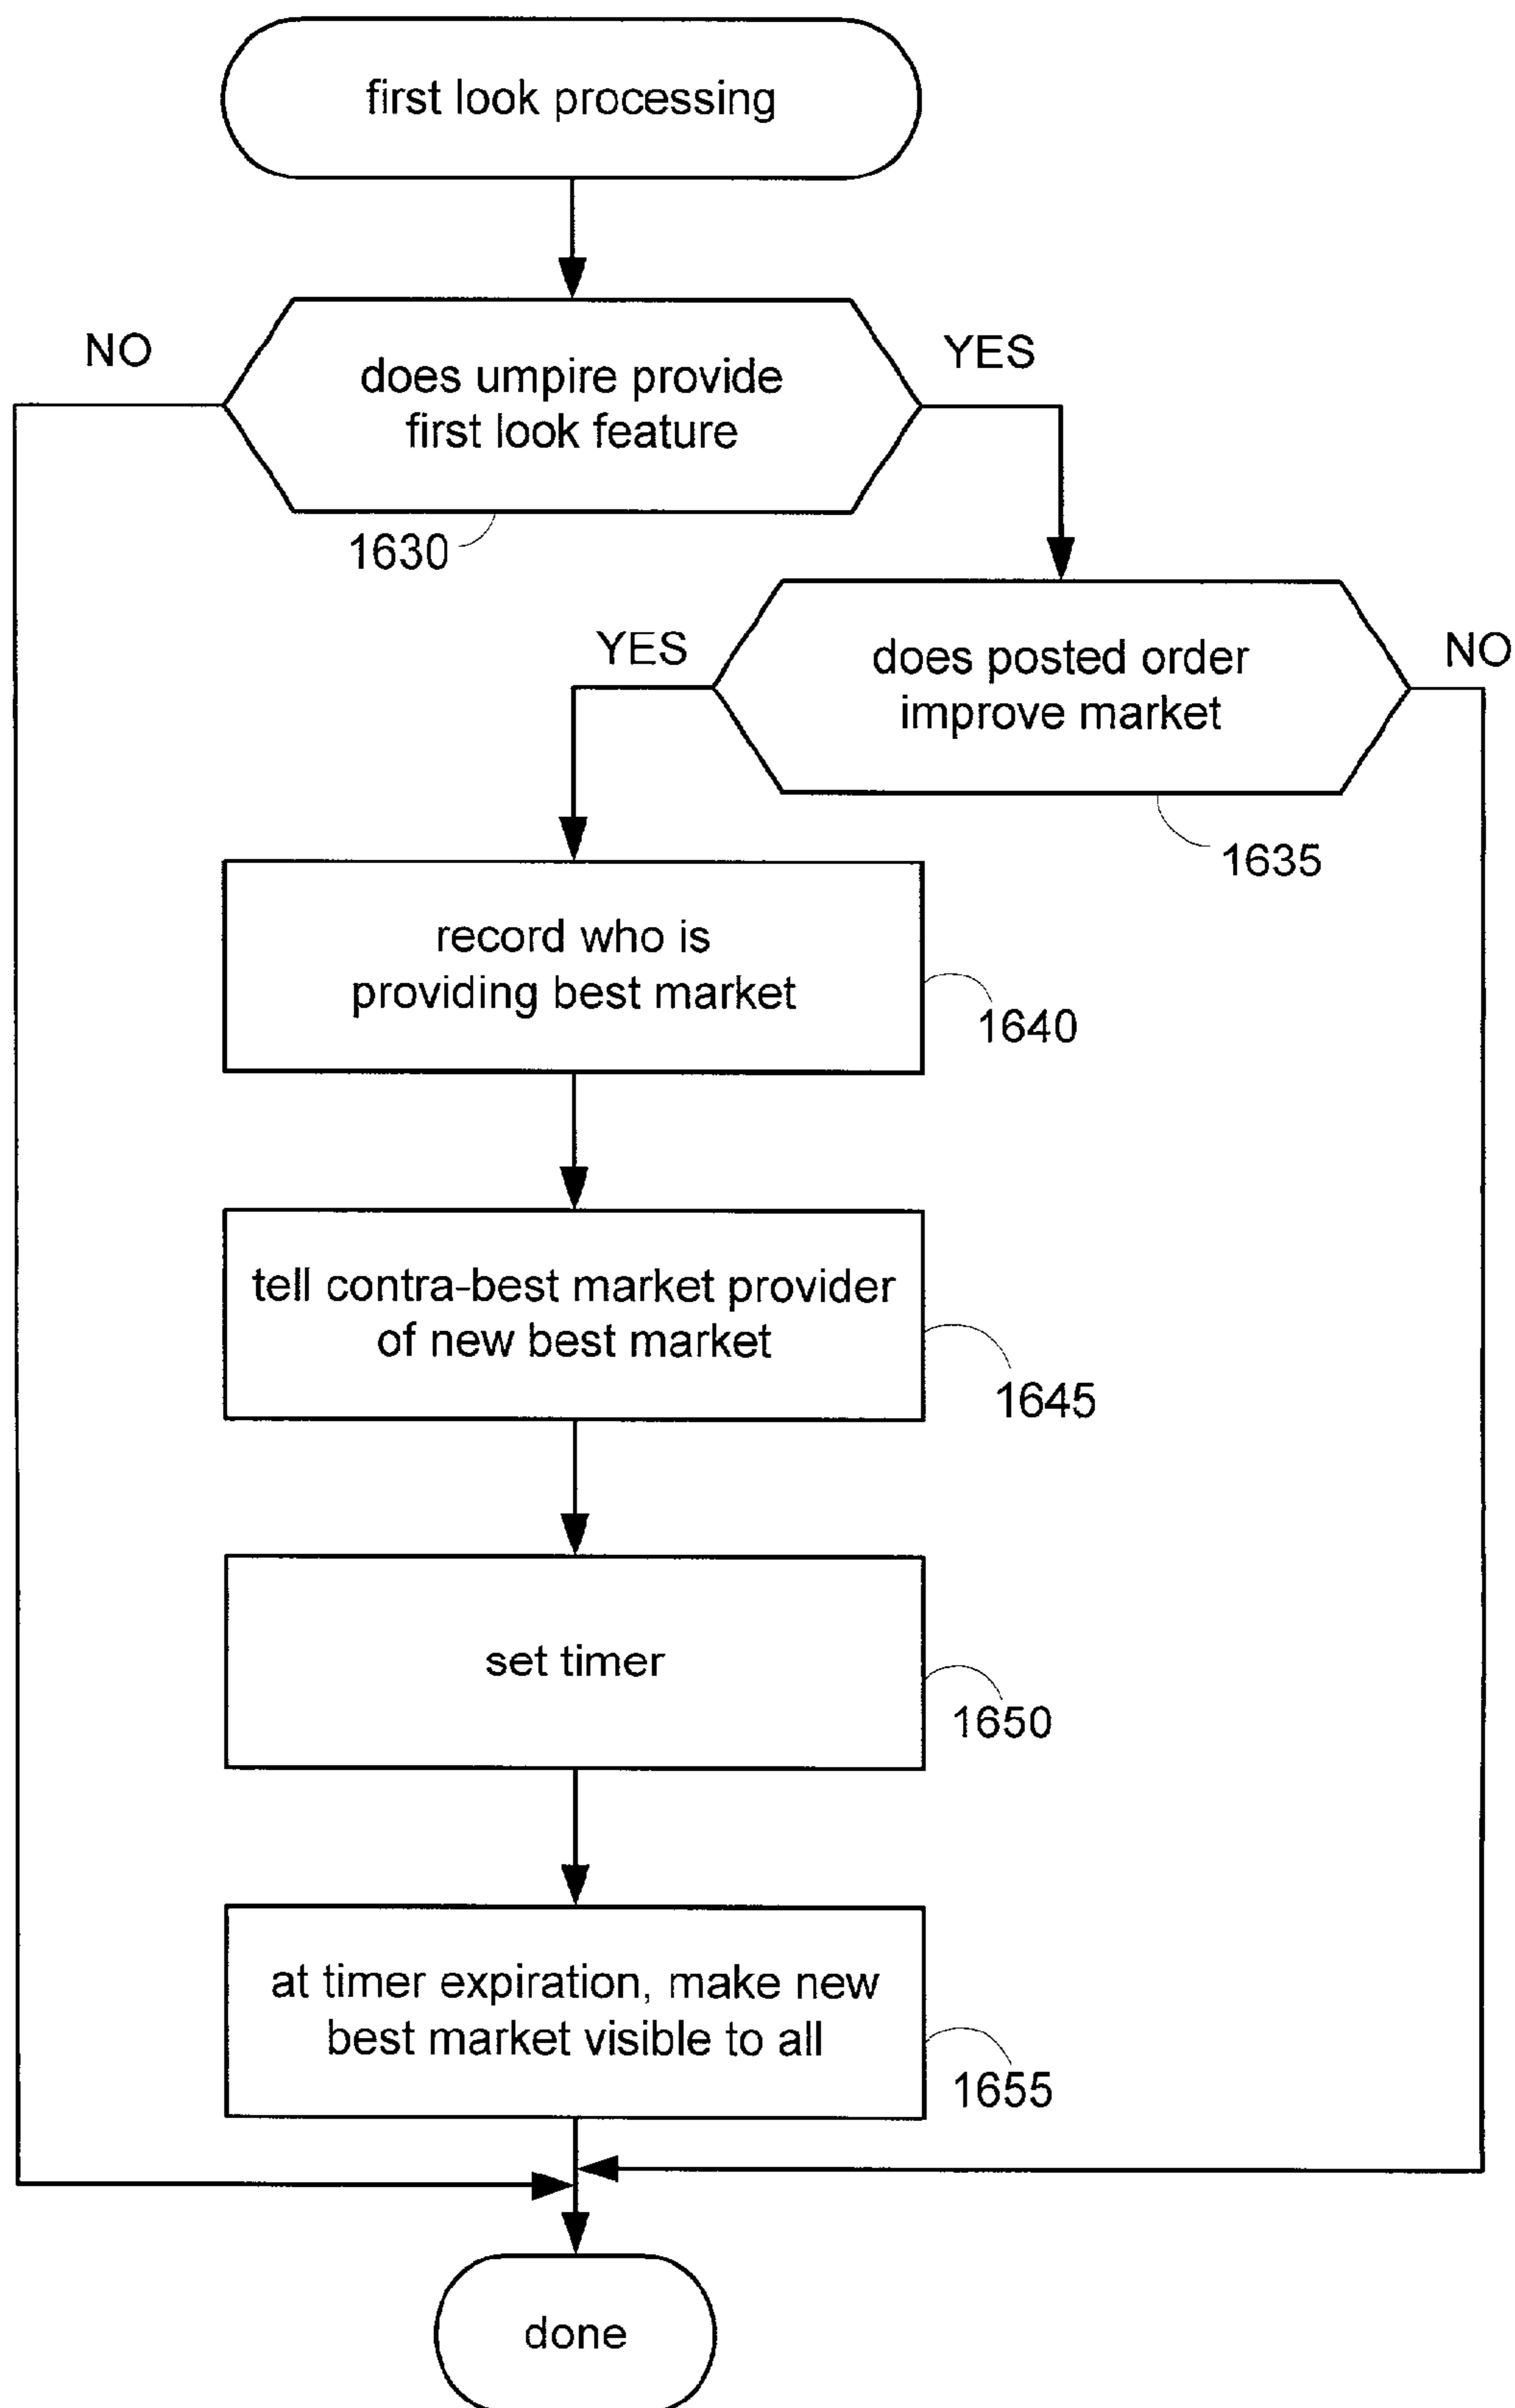 first look processing
NO
YES
does umpire provide
first look feature
1630
YES
NO
does posted order
improve market
1635
record who is
providing best market
1640
tell contra-best market provider
of new best market
1645
set timer
1650
at timer expiration, make new
best market visible to all
1655
done